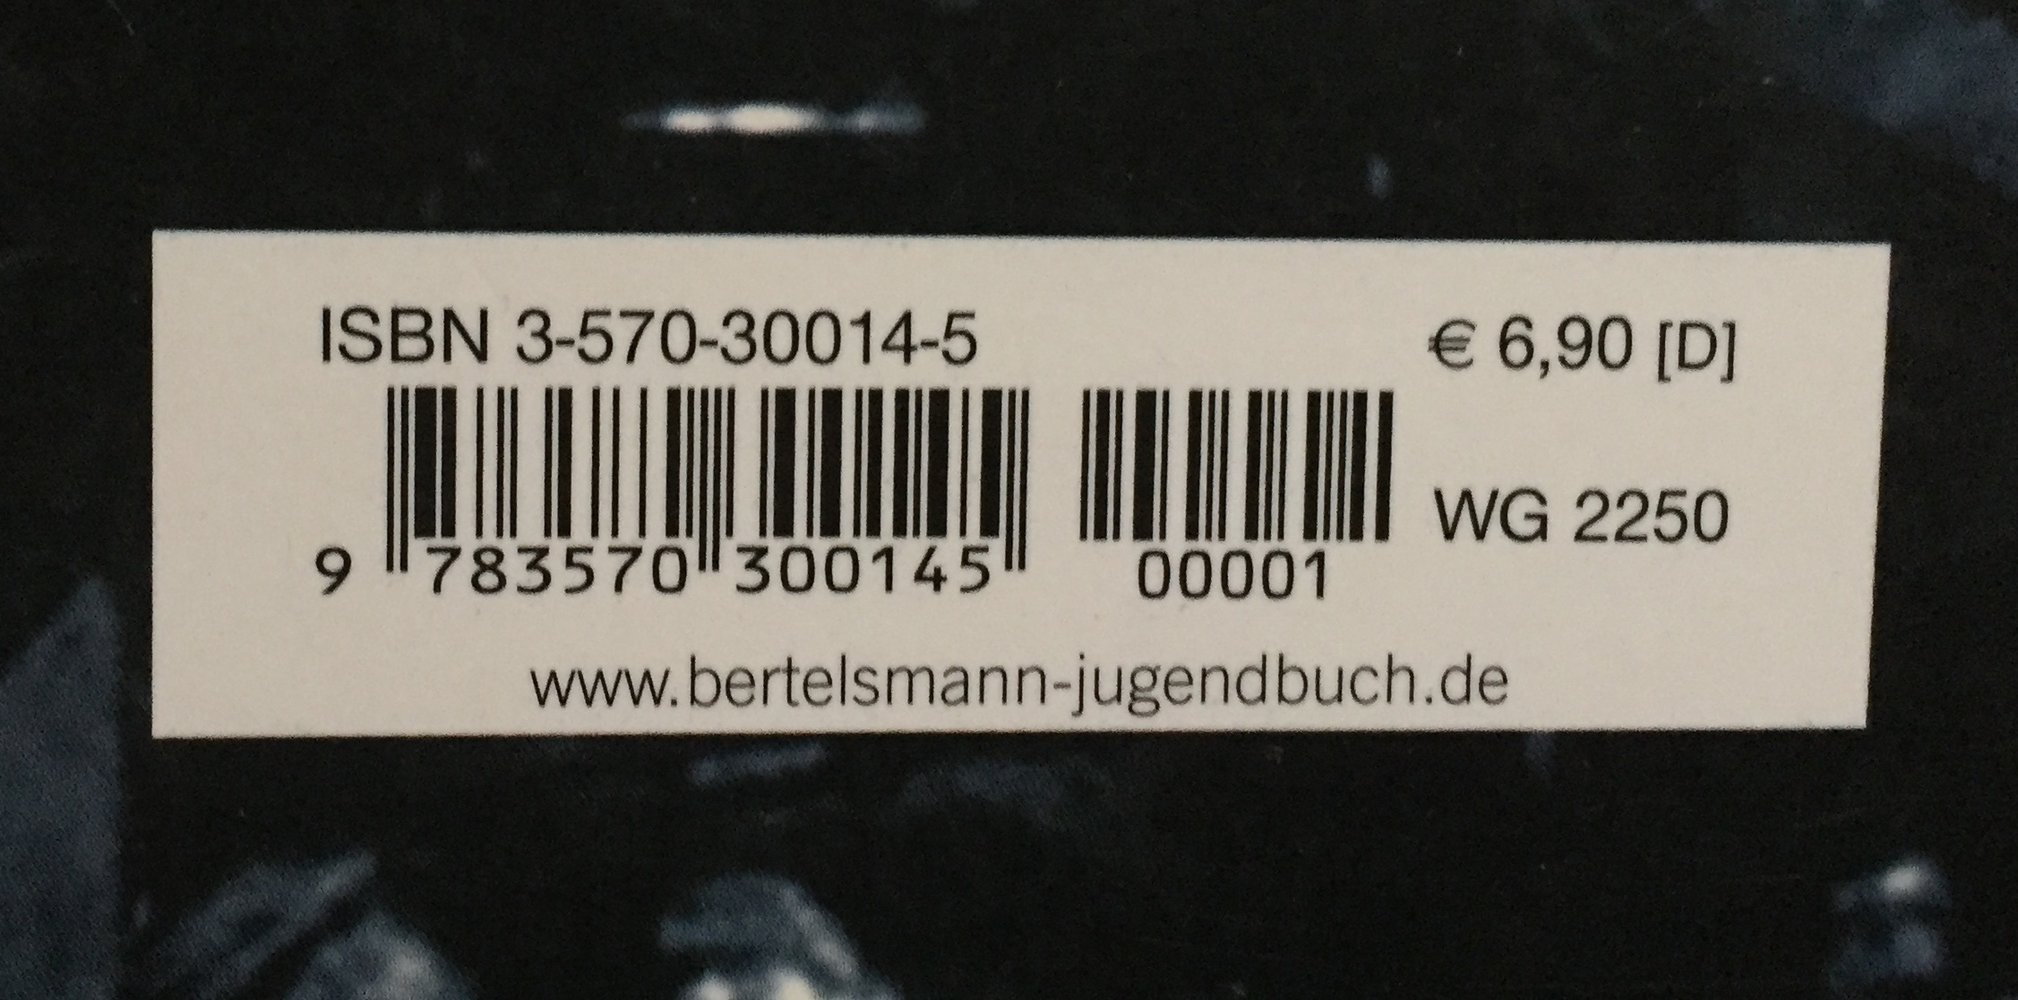 ISBN 3-570-30014-5
€ 6,90 [D]
9 783570 300145
00001
WG 2250
www.bertelsmann-jugendbuch.de